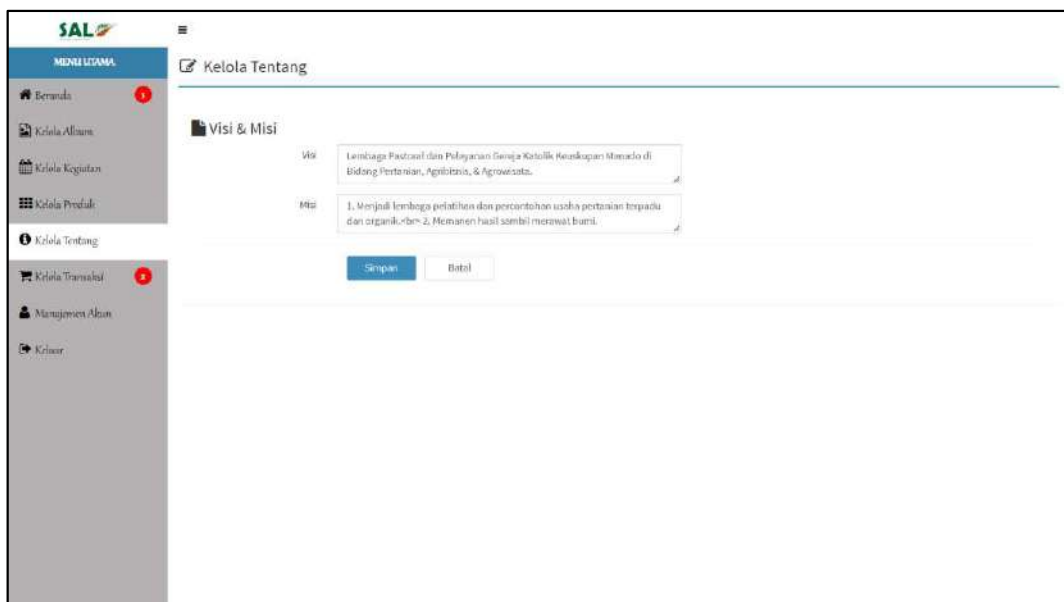 SAL
MENU UTAMA
Beranda
Kelola Album
Kelola Kegiatan
Kelola Produk
Kelola Tentang
Kelola Transaksi
Manajemen Akun
Keluar
Kelola Tentang
Visi & Misi
Visi
Lembaga Pastoral dan Pelayanan Gereja Katolik Keuskupan Manado di
Bidang Pertanian, Agribisnis, & Agrowisata.
Misi
1. Menjadi lembaga pelatihan dan percontohan usaha pertanian terpadu
dan organik.<br> 2. Memanen hasil sambil merawat bumi.
Simpan
Batal